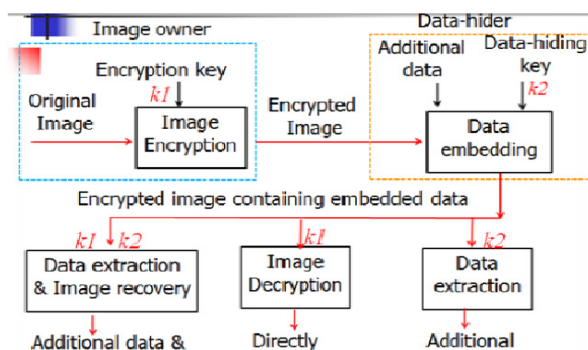 Image owner
Data-hider
Encryption key
k1
Additional
data
Data-hiding
key
k2
Original
Image
Image
Encryption
Encrypted
Image
Data
embedding
Encrypted image containing embedded data
k1 k2
k1
k2
Data extraction
& Image recovery
Image
Decryption
Data
extraction
Additional data &
Directly
Additional